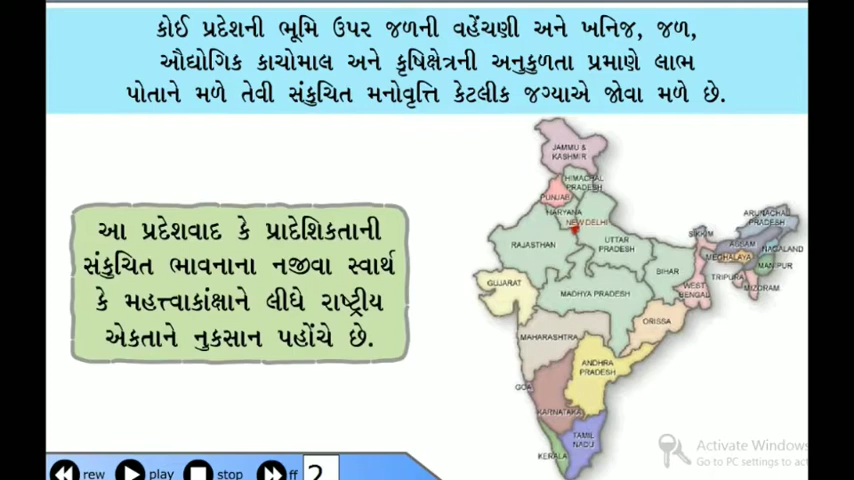 કોઈ પ્રદેશની ભૂમિ ઉપર જળની વહેંચણી અને ખનિજ, જળ,
ઔદ્યોગિક કાચોમાલ અને કૃષિક્ષેત્રની અનુકુળતા પ્રમાણે લાભ
પોતાને મળે તેવી સંકુચિત મનોવૃત્તિ કેટલીક જગ્યાએ જોવા મળે છે.
આ પ્રદેશવાદ કે પ્રાદેશિકતાની
સંકુચિત ભાવનાના નજીવા સ્વાર્થ
કે મહત્ત્વાકાંક્ષાને લીધે રાષ્ટ્રીય
એકતાને નુકસાન પહોંચે છે.
JAMMU &
KASHMIR
HIMACHAL
PRADESH
PUNJAB
HARYANA
NEW DELHI
RAJASTHAN
UTTAR
PRADESH
SIKKIM
ARUNACHAL
PRADESH
ASSAM
NAGALAND
MEGHALAYA
MANIPUR
BIHAR
TRIPURA
MIZORAM
WEST
BENGAL
GUJARAT
MADHYA PRADESH
ORISSA
MAHARASHTRA
ANDHRA
PRADESH
GOA
KARNATAKA
TAMIL
NADU
KERALA
Activate Windows
Go to PC settings to act
rew play stop ff 2